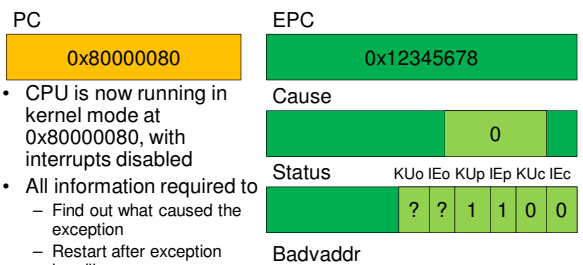 PC
0x80000080
• CPU is now running in
kernel mode at
0x80000080, with
interrupts disabled
• All information required to
– Find out what caused the
exception
– Restart after exception
EPC
0x12345678
Cause
0
Status KUo IEo KUp IEp KUc IEc
? ? 1 1 0 0
Badvaddr